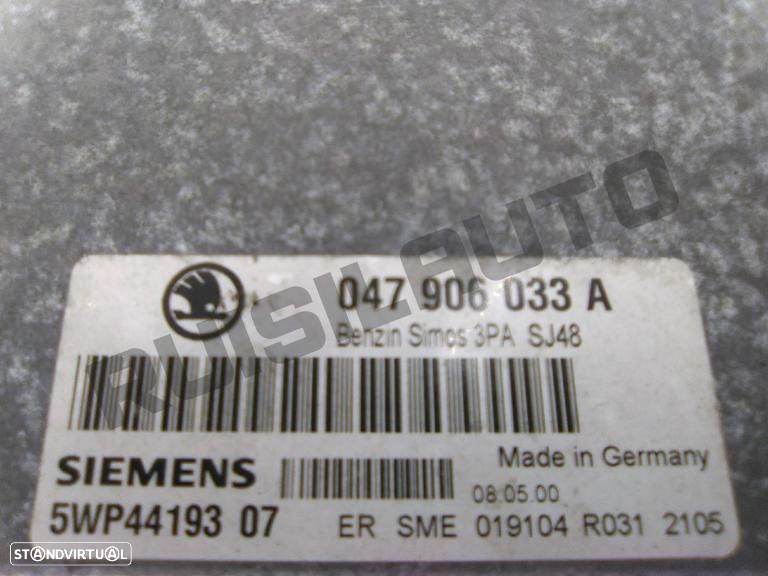 RUISILAUTO
047 906 033 A
Benzin Simos 3PA SJ48
Made in Germany
SIEMENS
08.05.00
5WP44193 07
ER SME 019104 R031 2105
STANDVIRTUAL